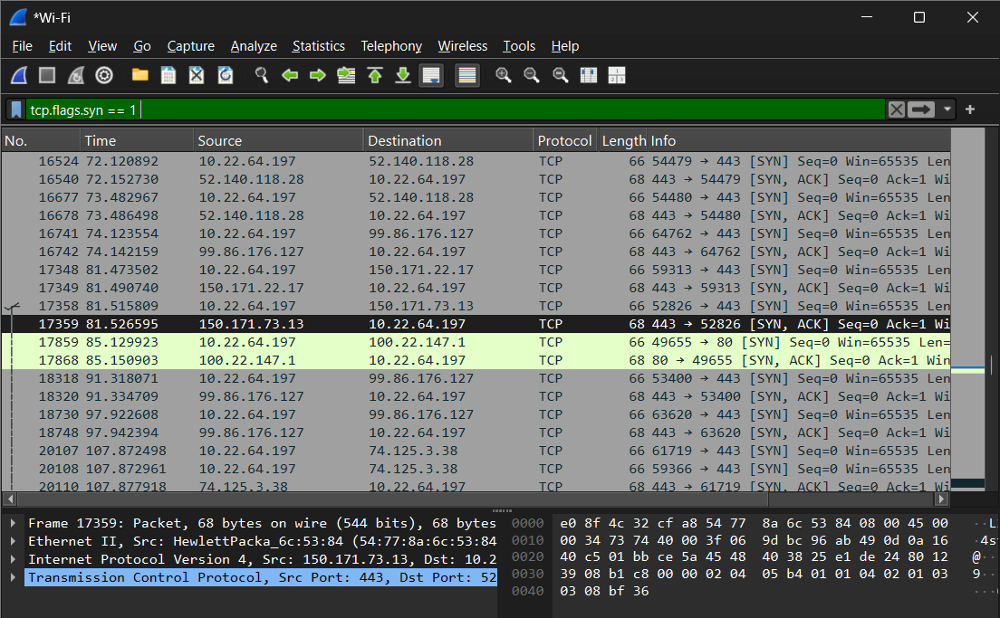 *Wi-Fi
File Edit View Go Capture Analyze Statistics Telephony Wireless Tools Help
tcp.flags.syn == 1
No. Time Source Destination Protocol Length Info
16524 72.120892 10.22.64.197 52.140.118.28 TCP 66 54479 → 443 [SYN] Seq=0 Win=65535 Len
16540 72.152730 52.140.118.28 10.22.64.197 TCP 68 443 → 54479 [SYN, ACK] Seq=0 Ack=1 Wi
16677 73.482967 10.22.64.197 52.140.118.28 TCP 66 54480 → 443 [SYN] Seq=0 Win=65535 Len
16678 73.486498 52.140.118.28 10.22.64.197 TCP 68 443 → 54480 [SYN, ACK] Seq=0 Ack=1 Wi
16741 74.123554 10.22.64.197 99.86.176.127 TCP 66 64762 → 443 [SYN] Seq=0 Win=65535 Len
16742 74.142159 99.86.176.127 10.22.64.197 TCP 68 443 → 64762 [SYN, ACK] Seq=0 Ack=1 Wi
17348 81.473502 10.22.64.197 150.171.22.17 TCP 66 59313 → 443 [SYN] Seq=0 Win=65535 Len
17349 81.490740 150.171.22.17 10.22.64.197 TCP 68 443 → 59313 [SYN, ACK] Seq=0 Ack=1 Wi
17358 81.515809 10.22.64.197 150.171.73.13 TCP 66 52826 → 443 [SYN] Seq=0 Win=65535 Len
17359 81.526595 150.171.73.13 10.22.64.197 TCP 68 443 → 52826 [SYN, ACK] Seq=0 Ack=1 Wi
17859 85.129923 10.22.64.197 100.22.147.1 TCP 66 49655 → 80 [SYN] Seq=0 Win=65535 Len=
17868 85.150903 100.22.147.1 10.22.64.197 TCP 68 80 → 49655 [SYN, ACK] Seq=0 Ack=1 Win
18318 91.318071 10.22.64.197 99.86.176.127 TCP 66 53400 → 443 [SYN] Seq=0 Win=65535 Len
18320 91.334709 99.86.176.127 10.22.64.197 TCP 68 443 → 53400 [SYN, ACK] Seq=0 Ack=1 Wi
18730 97.922608 10.22.64.197 99.86.176.127 TCP 66 63620 → 443 [SYN] Seq=0 Win=65535 Len
18748 97.942394 99.86.176.127 10.22.64.197 TCP 68 443 → 63620 [SYN, ACK] Seq=0 Ack=1 Wi
20107 107.872498 10.22.64.197 74.125.3.38 TCP 66 61719 → 443 [SYN] Seq=0 Win=65535 Len
20108 107.872961 10.22.64.197 74.125.3.38 TCP 66 59366 → 443 [SYN] Seq=0 Win=65535 Len
20110 107.877918 74.125.3.38 10.22.64.197 TCP 68 443 → 61719 [SYN, ACK] Seq=0 Ack=1 Wi
Frame 17359: Packet, 68 bytes on wire (544 bits), 68 bytes
Ethernet II, Src: HewlettPacka_6c:53:84 (54:77:8a:6c:53:84
Internet Protocol Version 4, Src: 150.171.73.13, Dst: 10.2
Transmission Control Protocol, Src Port: 443, Dst Port: 52
0000 e0 8f 4c 32 cf a8 54 77 8a 6c 53 84 08 00 45 00 ··L
0010 00 34 73 74 40 00 3f 06 9d bc 96 ab 49 0d 0a 16 ·4s
0020 40 c5 01 bb ce 5a 45 48 40 38 25 e1 de 24 80 12 @··
0030 39 08 b1 c8 00 00 02 04 05 b4 01 01 04 02 01 03 9··
0040 03 08 bf 36 ···